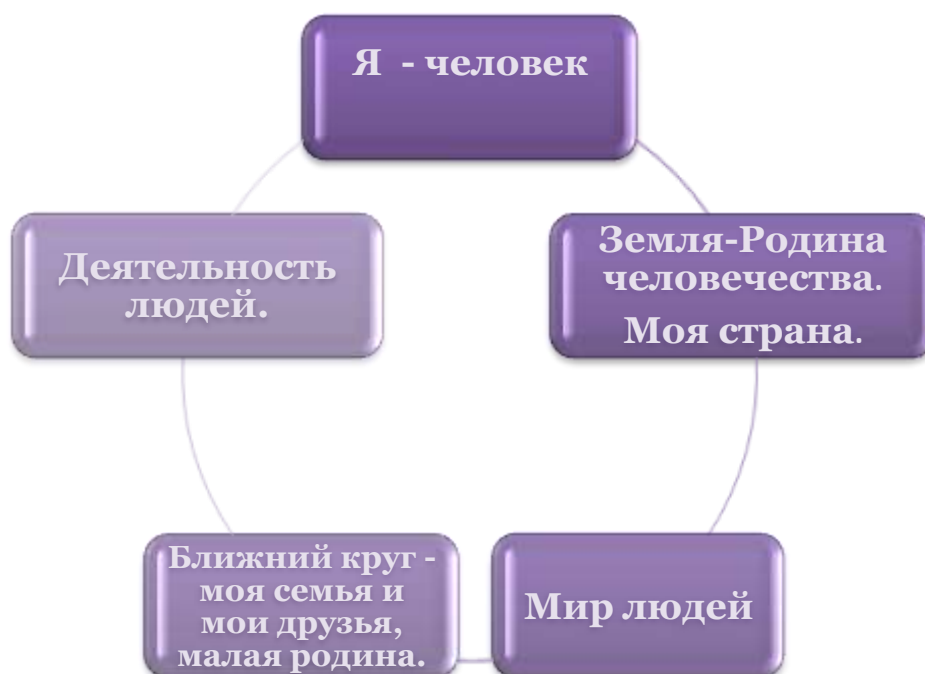 Я - человек
Земля-Родина
человечества.
Моя страна.
Мир людей
Ближний круг -
моя семья и
мои друзья,
малая родина.
Деятельность
людей.